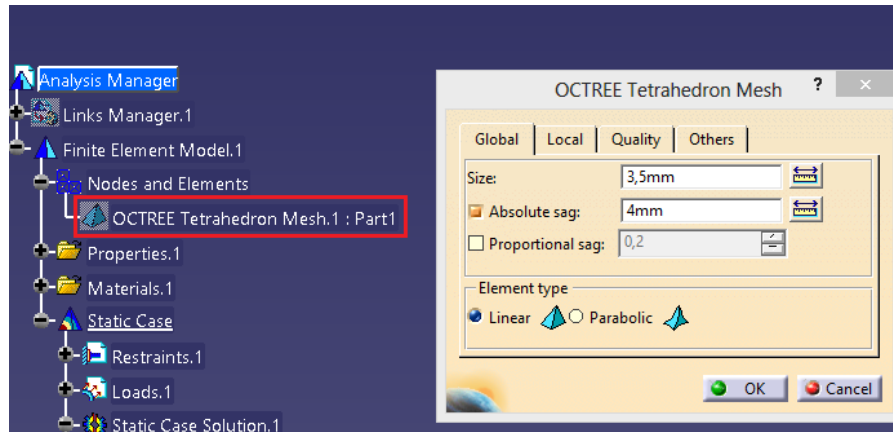 Analysis Manager
Links Manager.1
Finite Element Model.1
Nodes and Elements
OCTREE Tetrahedron Mesh.1 : Part1
Properties.1
Materials.1
Static Case
Restraints.1
Loads.1
Static Case Solution.1
OCTREE Tetrahedron Mesh ? ×
Global Local Quality Others
Size: 3,5mm
Absolute sag: 4mm
Proportional sag: 0,2
Element type
Linear Parabolic
OK Cancel